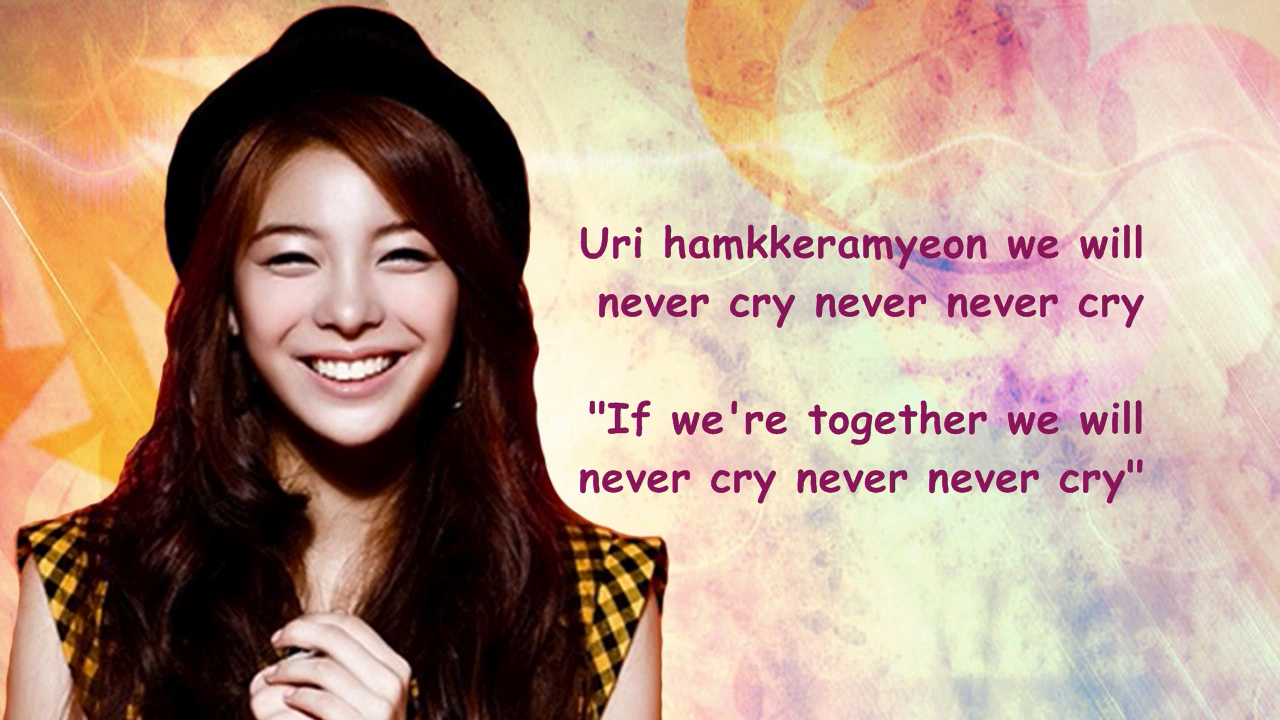 Uri hamkkeramyeon we will
never cry never never cry
"If we're together we will
never cry never never cry"